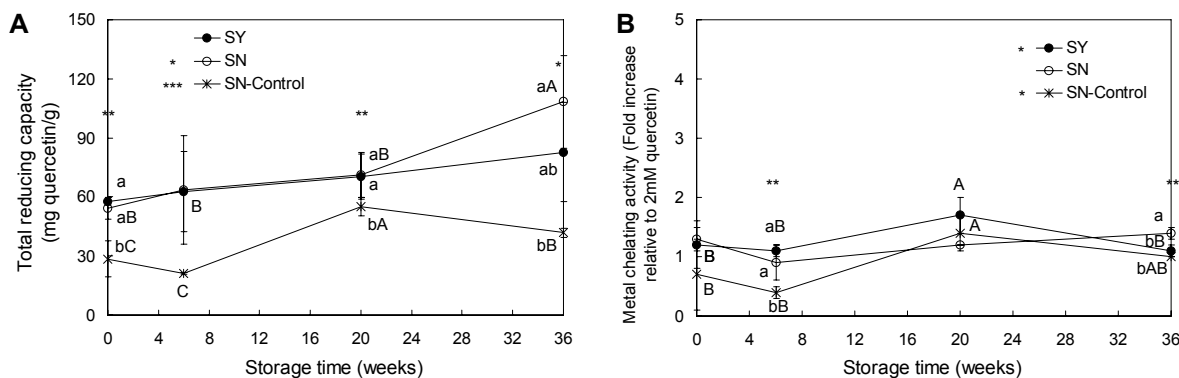 A
Total reducing capacity
(mg quercetin/g)
150
120
90
60
30
0
SY
* SN
*** SN-Control
**
**
*
a
aB
bC
B
C
aB
a
bA
aA
ab
bB
0 4 8 12 16 20 24 28 32 36
Storage time (weeks)
B
Metal chelating activity (Fold increase
relative to 2mM quercetin)
5
4
3
2
1
0
* SY
SN
* SN-Control
**
**
B
B
aB
a
bB
A
A
a
bB
bAB
0 4 8 12 16 20 24 28 32 36
Storage time (weeks)